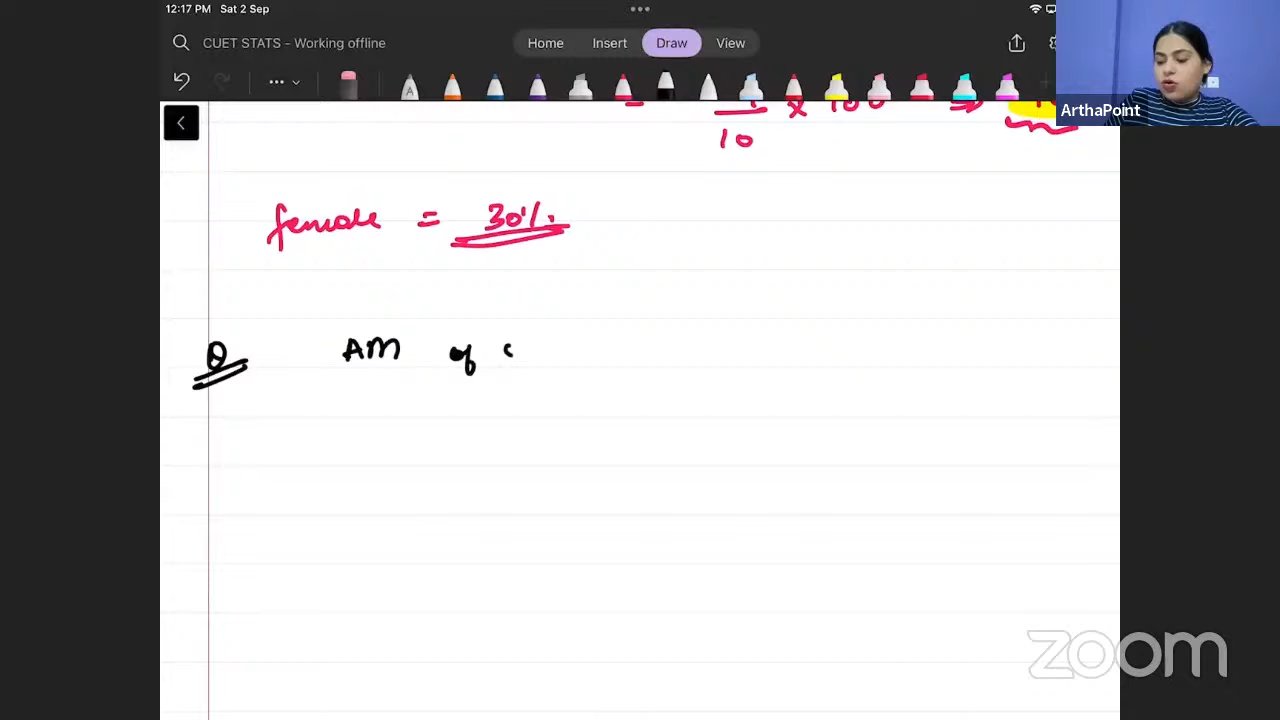 12:17 PM Sat 2 Sep
CUET STATS - Working offline
Home Insert Draw View
A
ArthaPoint
10
female = 30%.
Q AM of
zoom